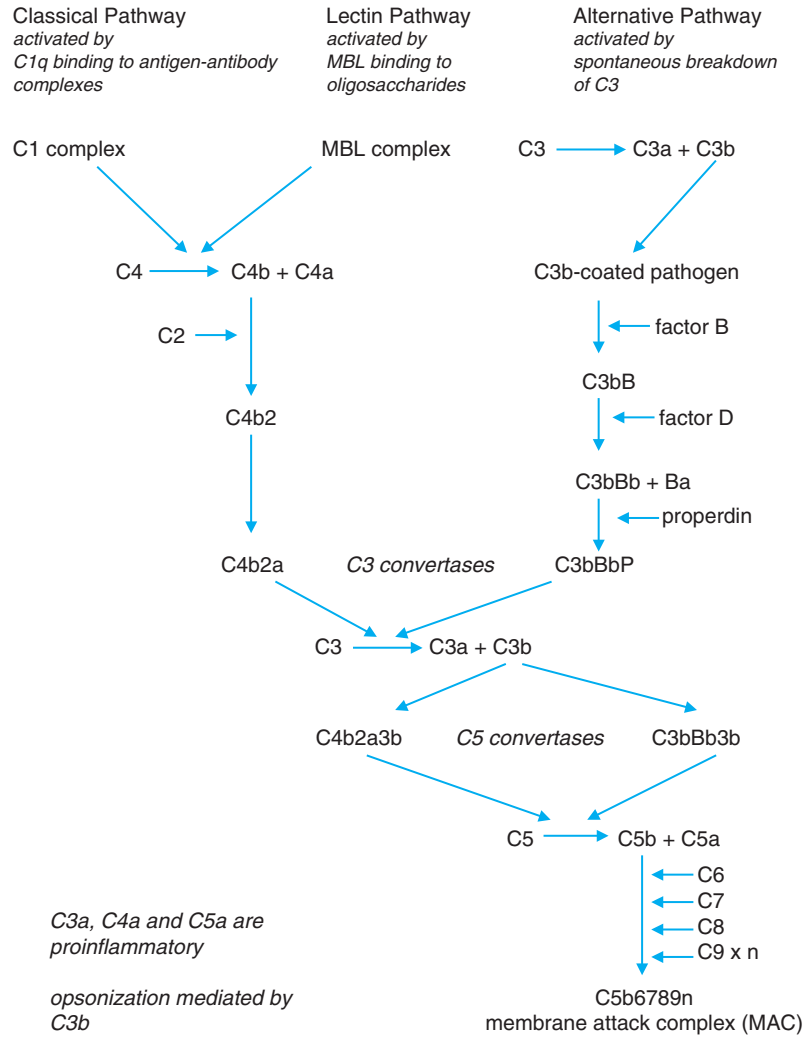 Classical Pathway
activated by
C1q binding to antigen-antibody
complexes
Lectin Pathway
activated by
MBL binding to
oligosaccharides
Alternative Pathway
activated by
spontaneous breakdown
of C3
C1 complex
MBL complex
C3
C3a + C3b
C4
C4b + C4a
C3b-coated pathogen
C2
factor B
C3bB
C4b2
factor D
C3bBb + Ba
properdin
C4b2a
C3 convertases
C3bBbP
C3
C3a + C3b
C4b2a3b
C5 convertases
C3bBb3b
C5
C5b + C5a
C6
C7
C8
C9 x n
C3a, C4a and C5a are
proinflammatory
opsonization mediated by
C3b
C5b6789n
membrane attack complex (MAC)